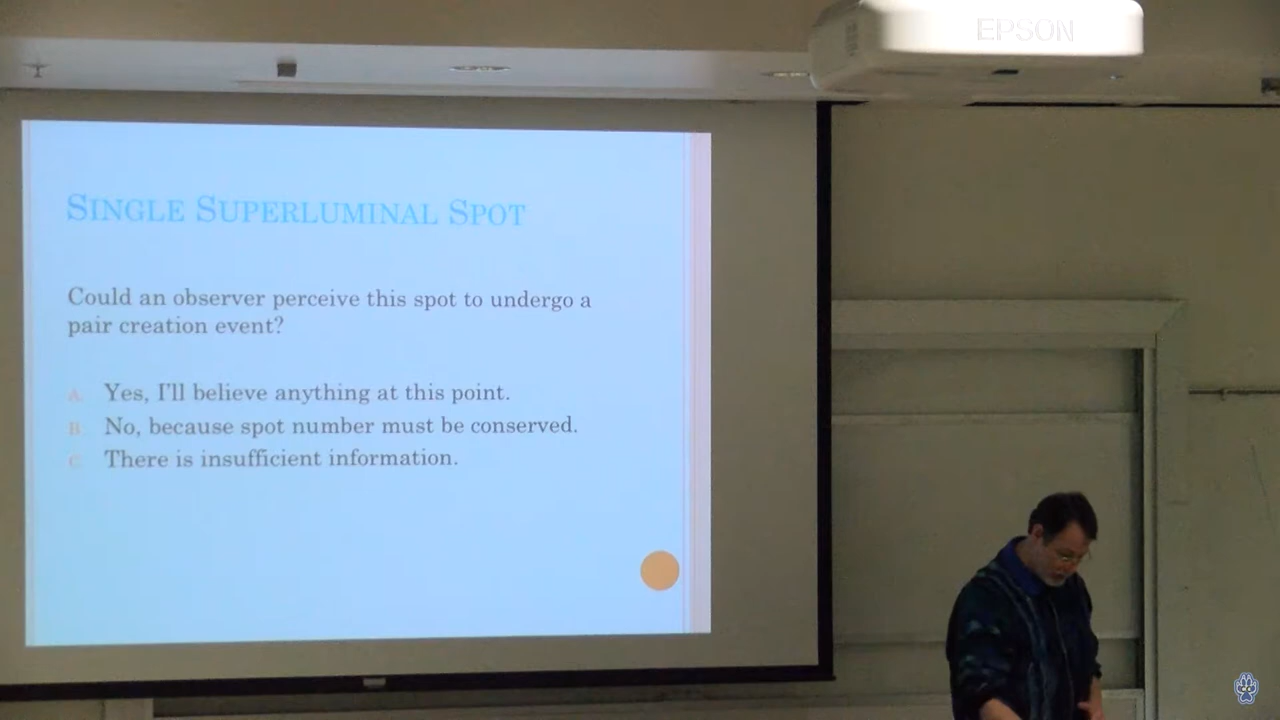 EPSON
SINGLE SUPERLUMINAL SPOT
Could an observer perceive this spot to undergo a
pair creation event?
A. Yes, I'll believe anything at this point.
B. No, because spot number must be conserved.
C. There is insufficient information.